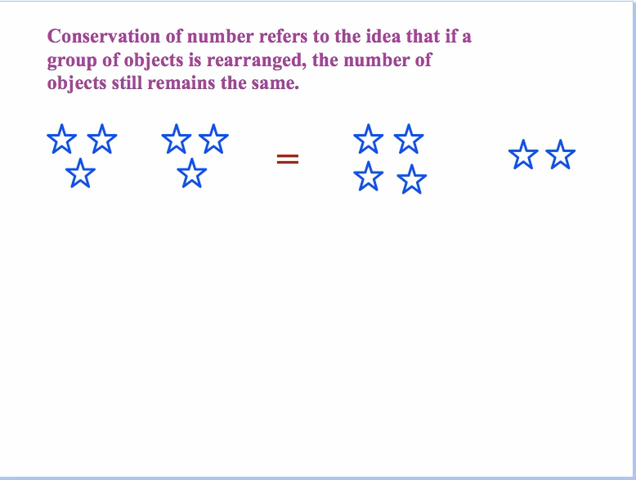 Conservation of number refers to the idea that if a
group of objects is rearranged, the number of
objects still remains the same.
=